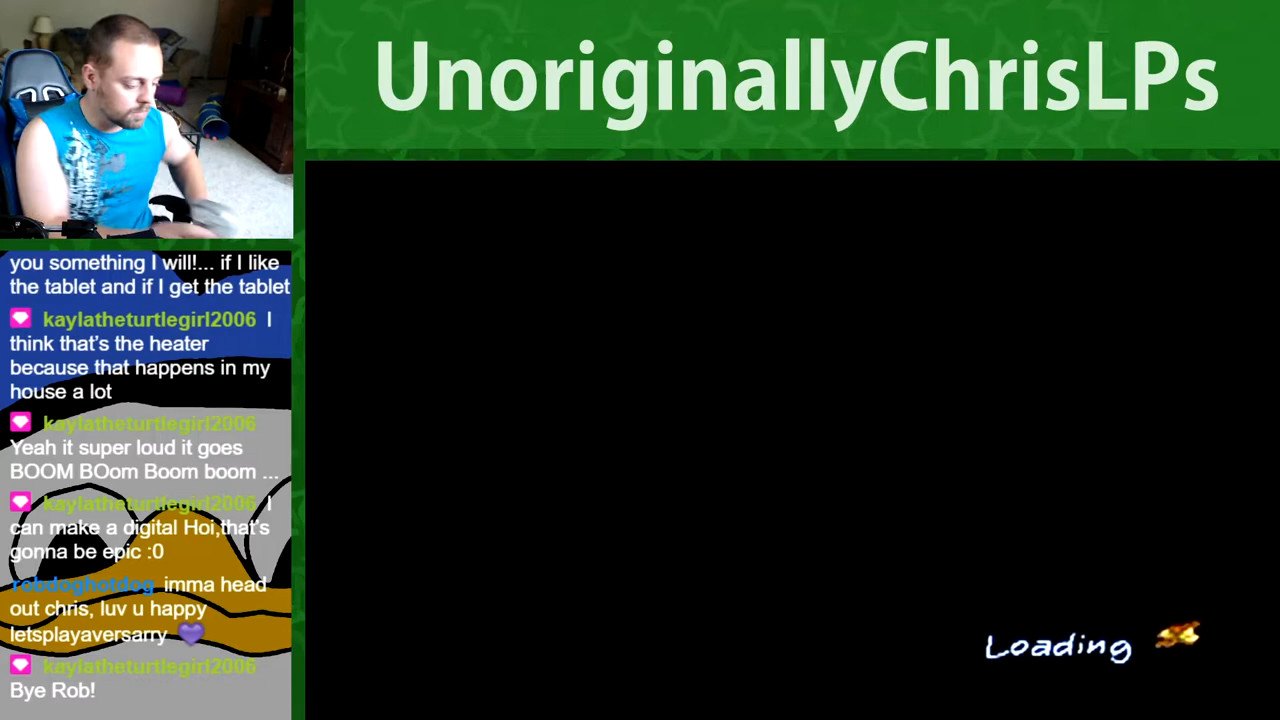 UnoriginallyChrisLPs
you something I will!... if I like
the tablet and if I get the tablet
kaylatheturtlegirl2006 I
think that's the heater
because that happens in my
house a lot
kaylatheturtlegirl2006
Yeah it super loud it goes
BOOM BOom Boom boom ...
kaylatheturtlegirl2006 I
can make a digital Hoi,that's
gonna be epic :0
robdoghotdog imma head
out chris, luv u happy
letsplayaversarry
kaylatheturtlegirl2006
Bye Rob!
Loading